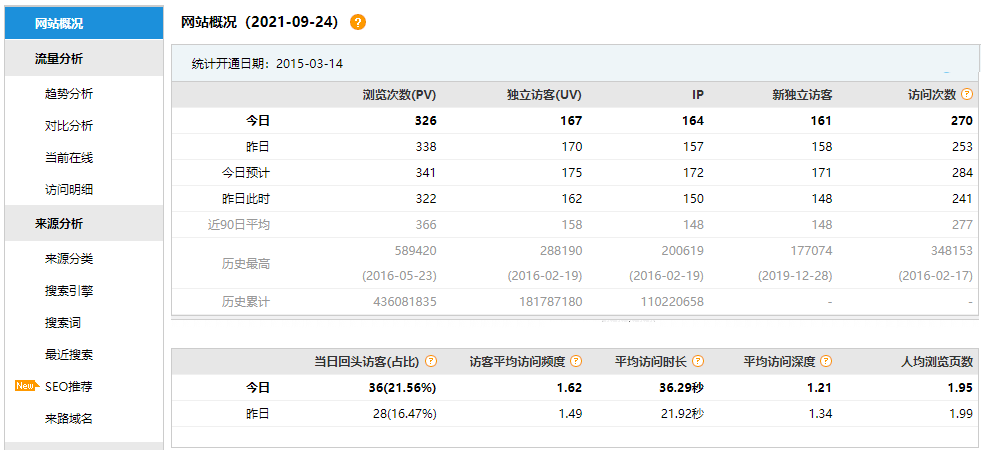 网站概况
流量分析
趋势分析
对比分析
当前在线
访问明细
来源分析
来源分类
搜索引擎
搜索词
最近搜索
New SEO推荐
来路域名
网站概况（2021-09-24） ?
统计开通日期：2015-03-14
浏览次数(PV) 独立访客(UV) IP 新独立访客 访问次数 ?
今日 326 167 164 161 270
昨日 338 170 157 158 253
今日预计 341 175 172 171 284
昨日此时 322 162 150 148 241
近90日平均 366 158 148 148 277
历史最高 589420 288190 200619 177074 348153
(2016-05-23) (2016-02-19) (2016-02-19) (2019-12-28) (2016-02-17)
历史累计 436081835 181787180 110220658 - -
当日回头访客(占比) ? 访客平均访问频度 ? 平均访问时长 ? 平均访问深度 ? 人均浏览页数
今日 36(21.56%) 1.62 36.29秒 1.21 1.95
昨日 28(16.47%) 1.49 21.92秒 1.34 1.99